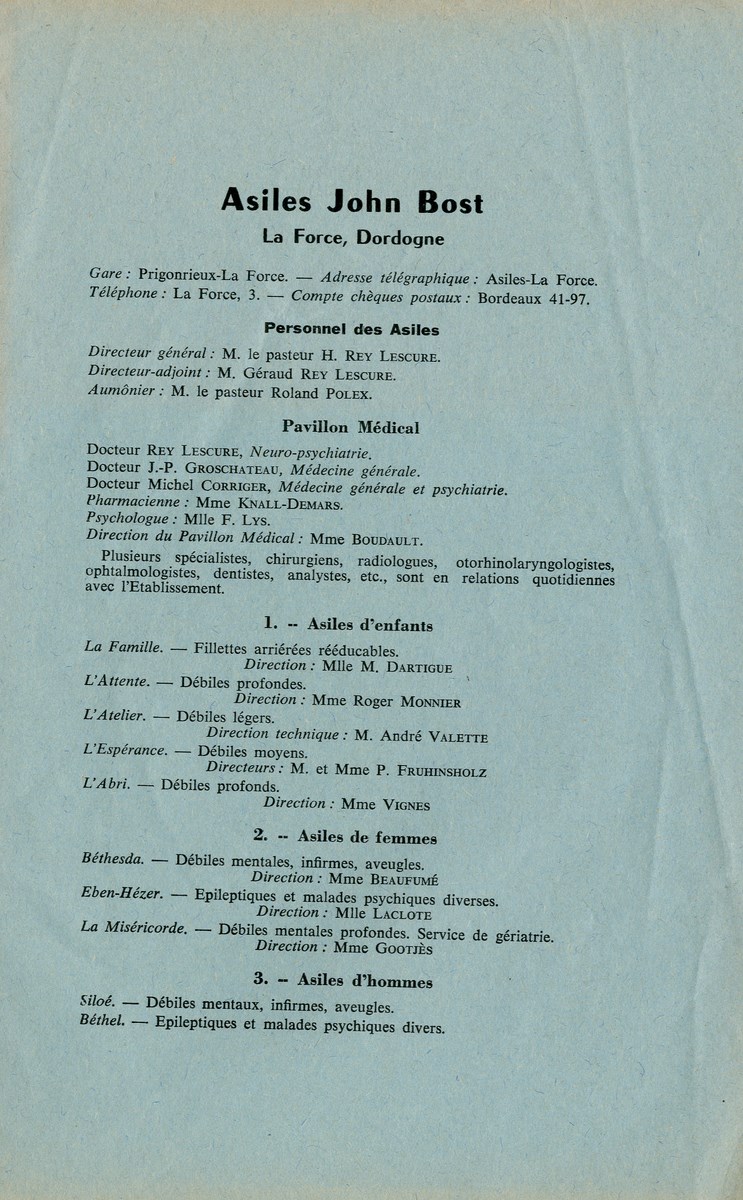 Asiles John Bost
La Force, Dordogne
Gare : Prigonrieux-La Force. — Adresse télégraphique : Asiles-La Force.
Téléphone : La Force, 3. — Compte chèques postaux : Bordeaux 41-97.
Personnel des Asiles
Directeur général : M. le pasteur H. REY LESCURE.
Directeur-adjoint : M. Géraud REY LESCURE.
Aumônier : M. le pasteur Roland POLEX.
Pavillon Médical
Docteur REY LESCURE, Neuro-psychiatrie.
Docteur J.-P. GROSCHATEAU, Médecine générale.
Docteur Michel CORRIGER, Médecine générale et psychiatrie.
Pharmacienne : Mme KNALL-DEMARS.
Psychologue : Mlle F. LYS.
Direction du Pavillon Médical : Mme BOUDAULT.
Plusieurs spécialistes, chirurgiens, radiologues, otorhinolaryngologistes,
ophtalmologistes, dentistes, analystes, etc., sont en relations quotidiennes
avec l'Etablissement.
1. -- Asiles d'enfants
La Famille. — Fillettes arriérées rééducables.
Direction : Mlle M. DARTIGUE
L'Attente. — Débiles profondes.
Direction : Mme Roger MONNIER
L'Atelier. — Débiles légers.
Direction technique : M. André VALETTE
L'Espérance. — Débiles moyens.
Directeurs : M. et Mme P. FRUHINSHOLZ
L'Abri. — Débiles profonds.
Direction : Mme VIGNES
2. -- Asiles de femmes
Béthesda. — Débiles mentales, infirmes, aveugles.
Direction : Mme BEAUFUMÉ
Eben-Hézer. — Epileptiques et malades psychiques diverses.
Direction : Mlle LACLOTE
La Miséricorde. — Débiles mentales profondes. Service de gériatrie.
Direction : Mme GOOTJÈS
3. -- Asiles d'hommes
Siloé. — Débiles mentaux, infirmes, aveugles.
Béthel. — Epileptiques et malades psychiques divers.